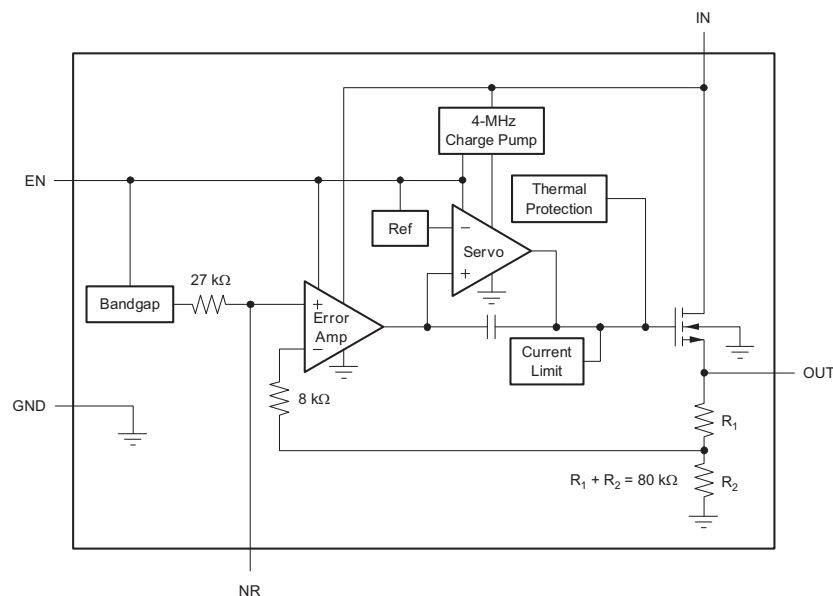 IN
4-MHz
Charge Pump
EN
Thermal
Protection
Ref
−
Servo
+
27 kΩ
Bandgap
+
Error
Amp
−
Current
Limit
OUT
GND
8 kΩ
R1
R1 + R2 = 80 kΩ
R2
NR